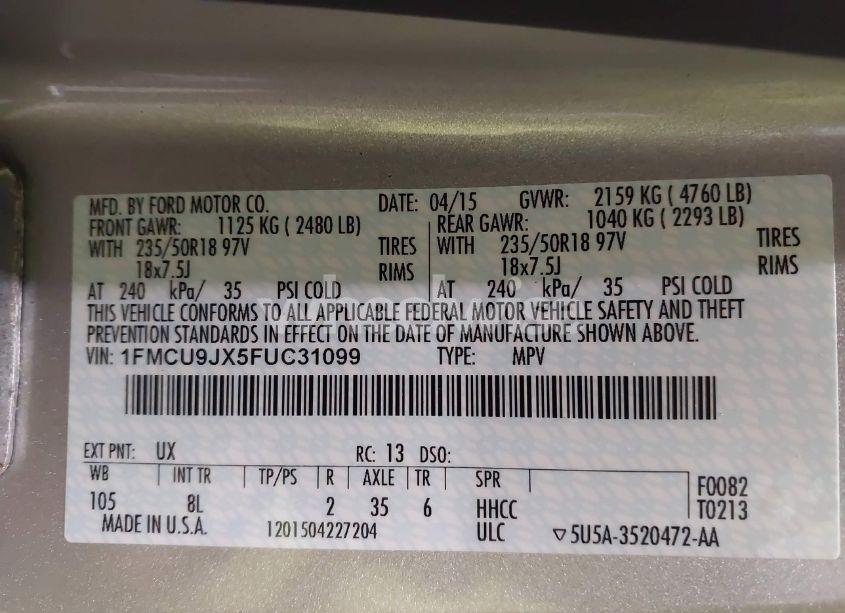 MFD. BY FORD MOTOR CO. DATE: 04/15 GVWR: 2159 KG ( 4760 LB)
FRONT GAWR: 1125 KG ( 2480 LB) REAR GAWR: 1040 KG ( 2293 LB)
WITH 235/50R18 97V TIRES WITH 235/50R18 97V TIRES
18x7.5J RIMS 18x7.5J RIMS
AT 240 kPa/ 35 PSI COLD AT 240 kPa/ 35 PSI COLD
THIS VEHICLE CONFORMS TO ALL APPLICABLE FEDERAL MOTOR VEHICLE SAFETY AND THEFT
PREVENTION STANDARDS IN EFFECT ON THE DATE OF MANUFACTURE SHOWN ABOVE.
VIN: 1FMCU9JX5FUC31099 TYPE: MPV
EXT PNT: UX RC: 13 DSO:
WB INT TR TP/PS R AXLE TR SPR
105 8L 2 35 6 HHCC
F0082
T0213
MADE IN U.S.A. 1201504227204 ULC ▽5U5A-3520472-AA